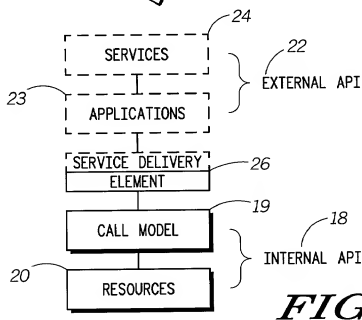 24
SERVICES
22
EXTERNAL API
23
APPLICATIONS
SERVICE DELIVERY
26
ELEMENT
19
CALL MODEL
18
INTERNAL API
20
RESOURCES
FIG